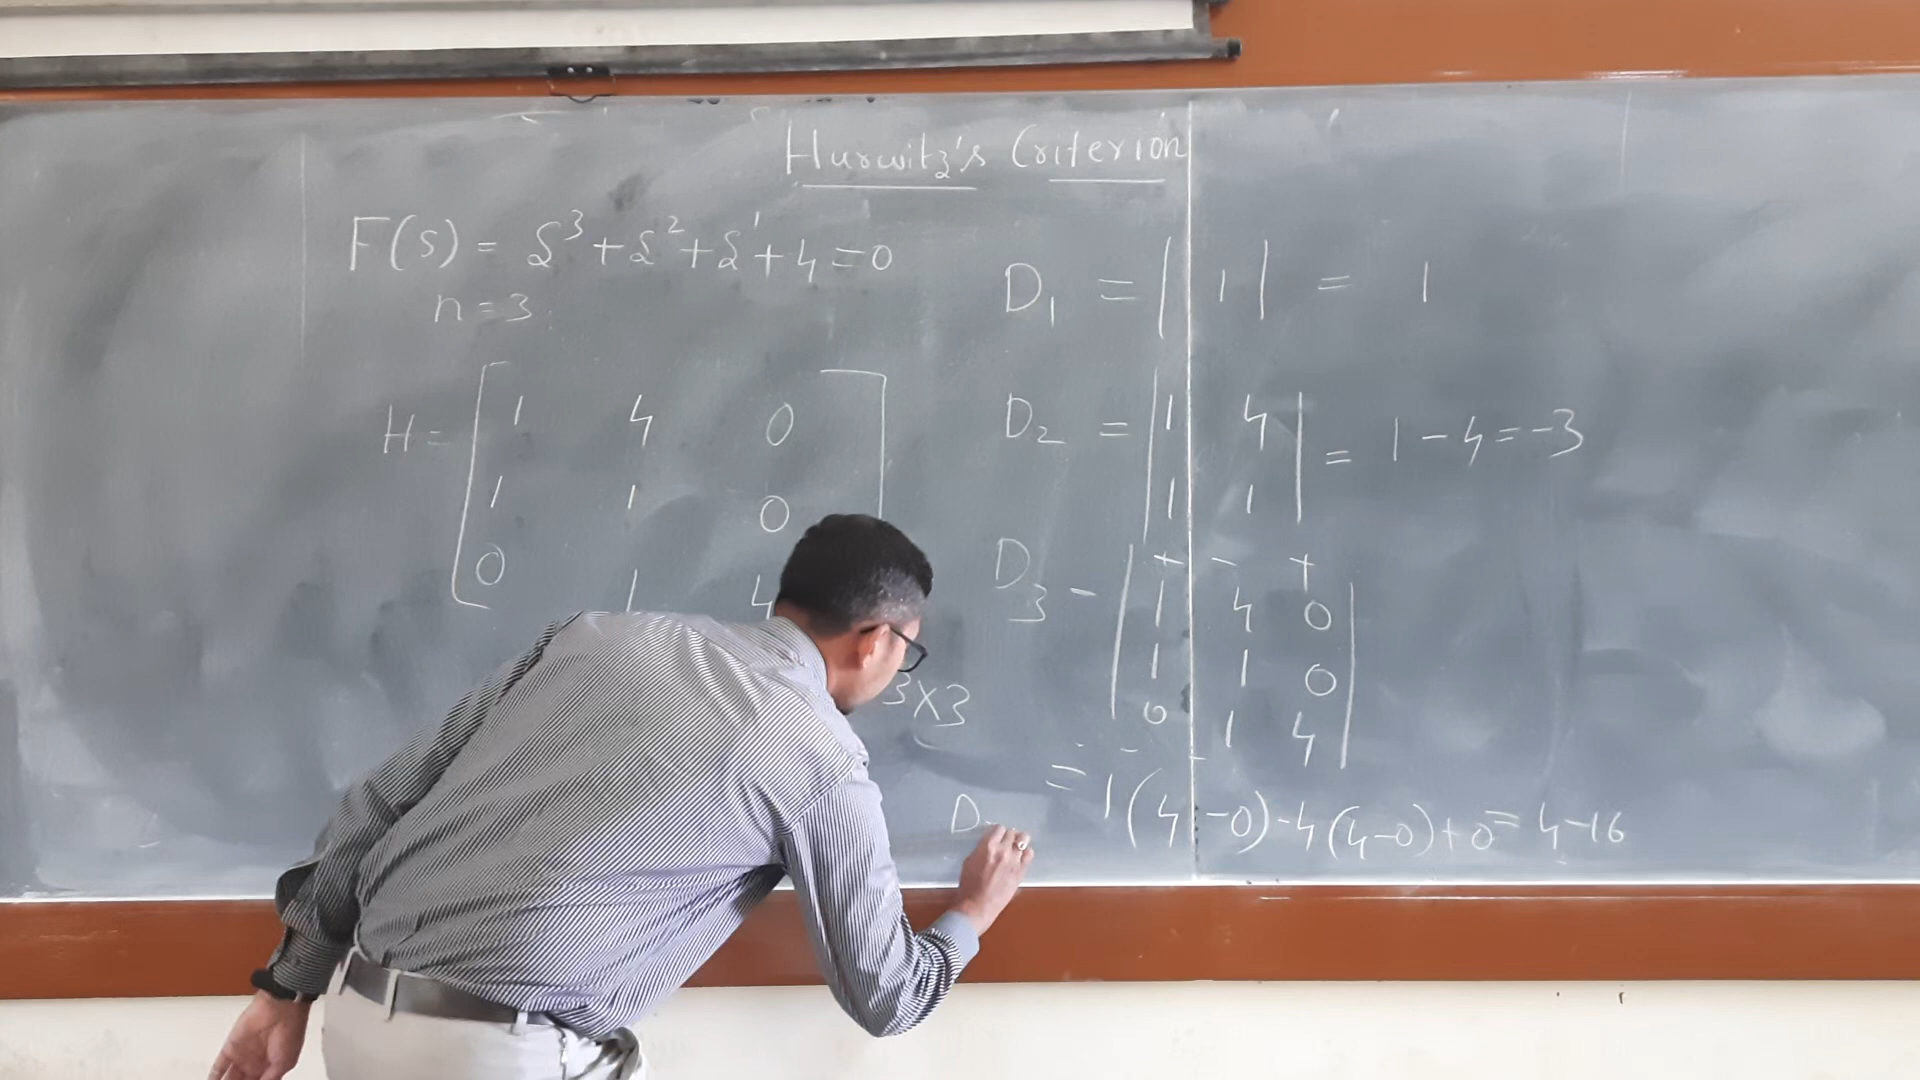 Hurwitz's Criterion
F(s) = s³ + s² + s¹ + 4 = 0
n = 3
H = [ 1 4 0
1 1 0
0 1 4
3×3
D₁ = | 1 | = 1
D₂ = | 1 4 | = 1 - 4 = -3
| 1 1 |
+ - +
D₃ - | 1 4 0 |
| 1 1 0 |
| 0 1 4 |
= 1(4-0)-4(4-0)+0 = 4-16
D